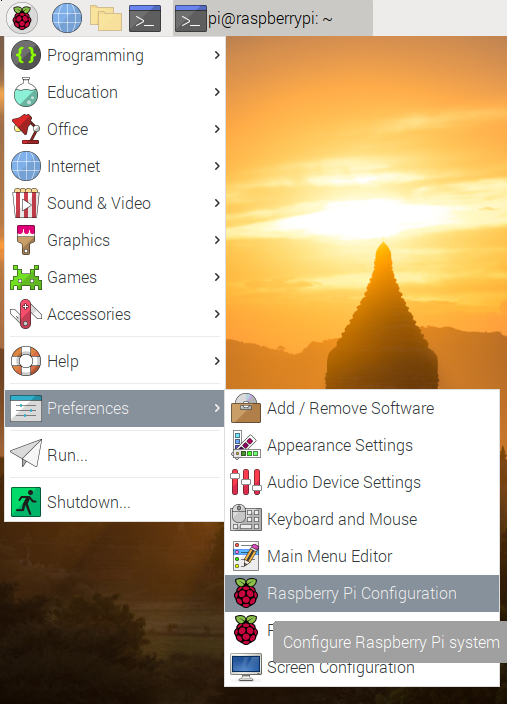 pi@raspberrypi: ~
Programming
Education
Office
Internet
Sound & Video
Graphics
Games
Accessories
Help
Preferences
Run...
Shutdown...
Add / Remove Software
Appearance Settings
Audio Device Settings
Keyboard and Mouse
Main Menu Editor
Raspberry Pi Configuration
Configure Raspberry Pi system
Screen Configuration